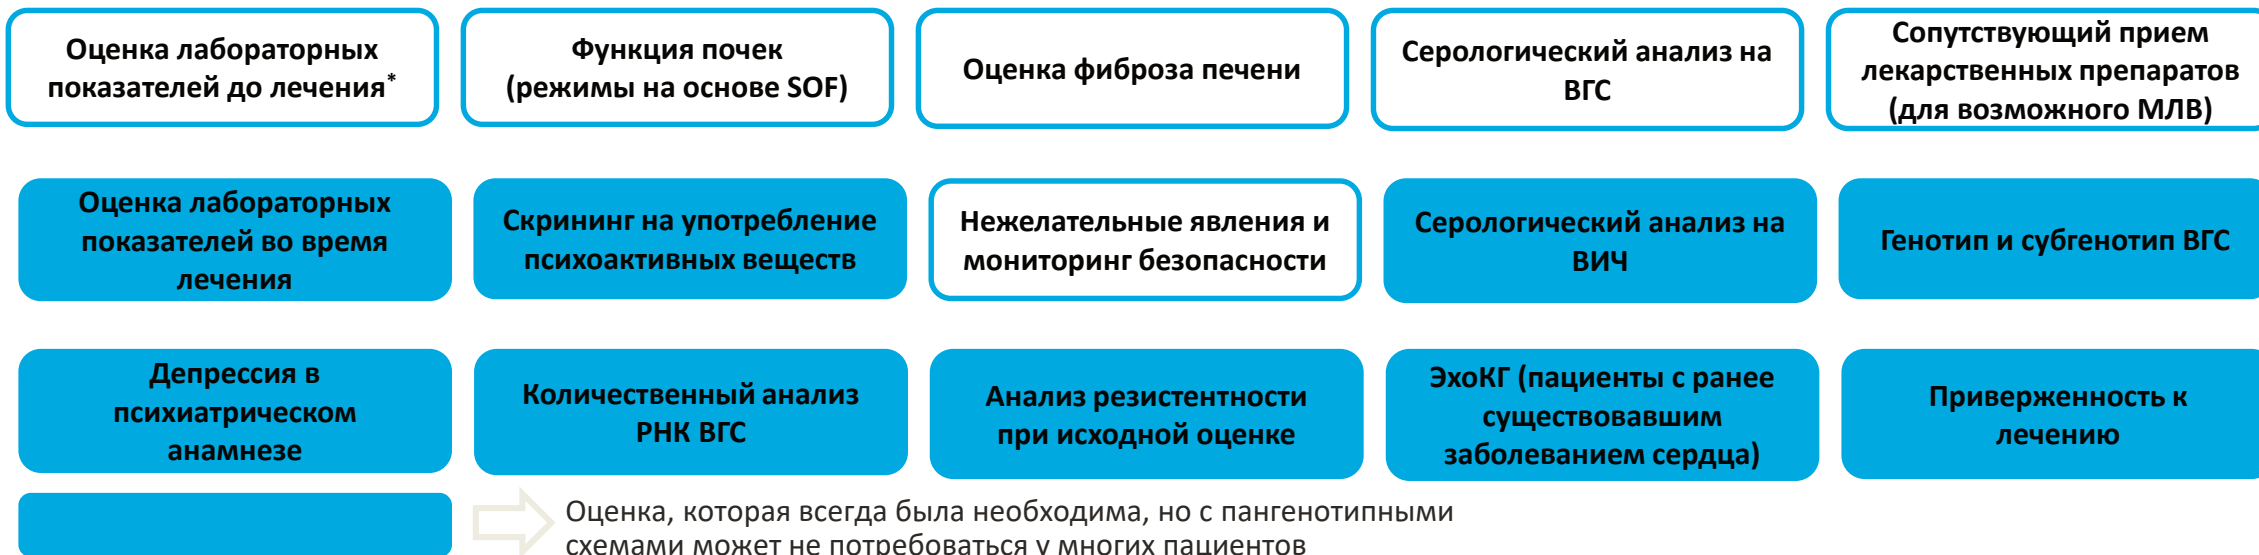 Оценка лабораторных
показателей до лечения*
Функция почек
(режимы на основе SOF)
Оценка фиброза печени
Серологический анализ на
ВГС
Сопутствующий прием
лекарственных препаратов
(для возможного МЛВ)
Оценка лабораторных
показателей во время
лечения
Скрининг на употребление
психоактивных веществ
Нежелательные явления и
мониторинг безопасности
Серологический анализ на
ВИЧ
Генотип и субгенотип ВГС
Депрессия в
психиатрическом
анамнезе
Количественный анализ
РНК ВГС
Анализ резистентности
при исходной оценке
ЭхоКГ (пациенты с ранее
существовавшим
заболеванием сердца)
Приверженность к
лечению
Оценка, которая всегда была необходима, но с пангенотипными
схемами может не потребоваться у многих пациентов